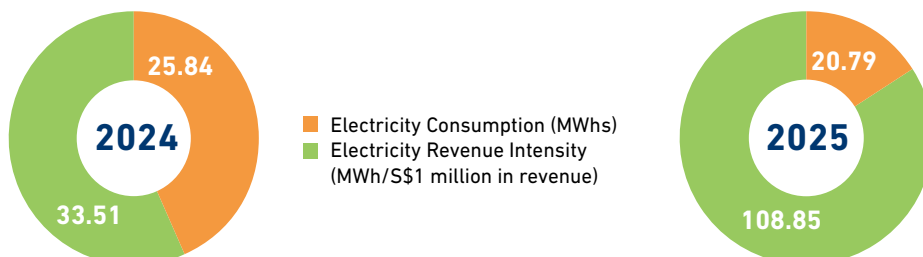 25.84
2024
33.51
Electricity Consumption (MWhs)
Electricity Revenue Intensity
(MWh/S$1 million in revenue)
20.79
2025
108.85